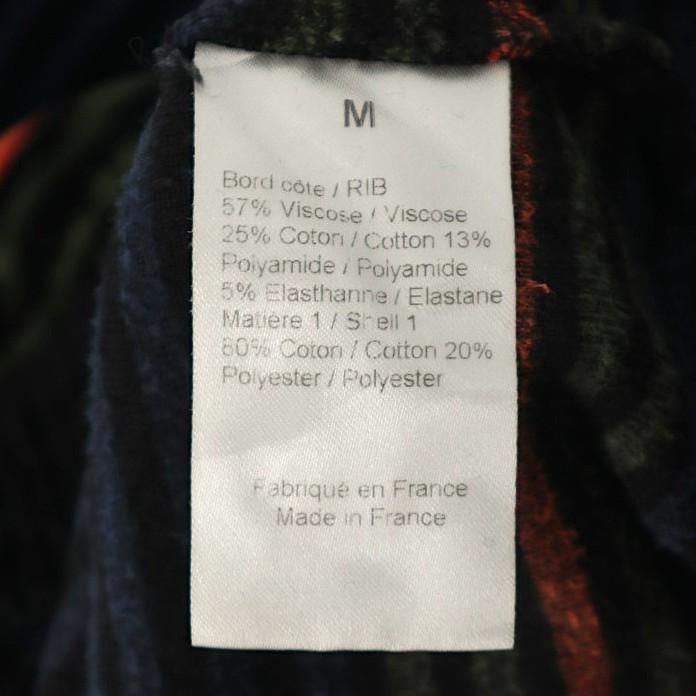 M
Bord côte / RIB
57% Viscose / Viscose
25% Coton / Cotton 13%
Polyamide / Polyamide
5% Elasthanne / Elastane
Matière 1 / Shell 1
80% Coton / Cotton 20%
Polyester / Polyester
Fabriqué en France
Made in France